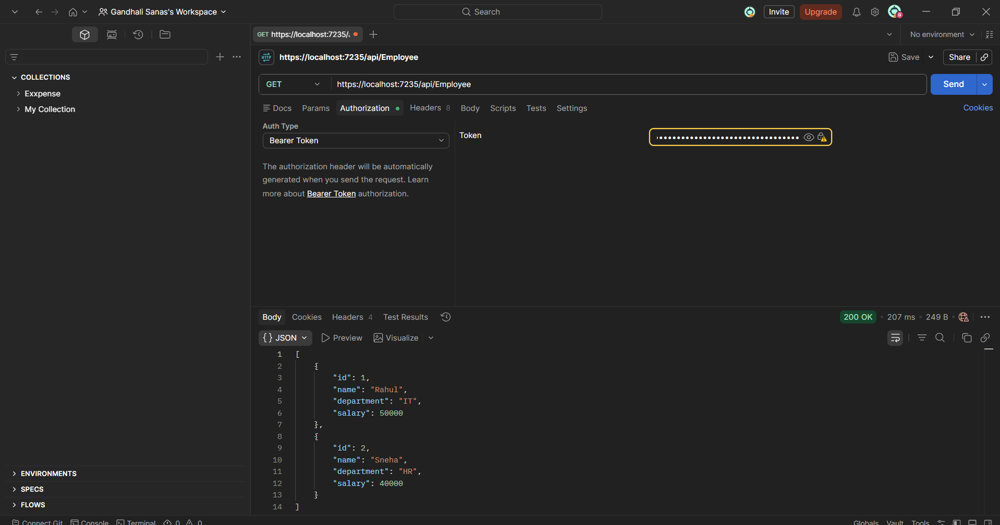 Gandhali Sanas's Workspace
Search
Invite
Upgrade
GET https://localhost:7235/
No environment
HTTP
https://localhost:7235/api/Employee
Save
Share
COLLECTIONS
Exxpense
My Collection
GET
https://localhost:7235/api/Employee
Send
Docs
Params
Authorization
Headers 8
Body
Scripts
Tests
Settings
Cookies
Auth Type
Bearer Token
The authorization header will be automatically
generated when you send the request. Learn
more about Bearer Token authorization.
Token
Body
Cookies
Headers 4
Test Results
200 OK
207 ms
249 B
{} JSON
Preview
Visualize
1 [
2 {
3 "id": 1,
4 "name": "Rahul",
5 "department": "IT",
6 "salary": 50000
7 },
8 {
9 "id": 2,
10 "name": "Sneha",
11 "department": "HR",
12 "salary": 40000
13 }
14 ]
ENVIRONMENTS
SPECS
FLOWS
Connect Git
Console
Terminal
0
0
Globals
Vault
Tools